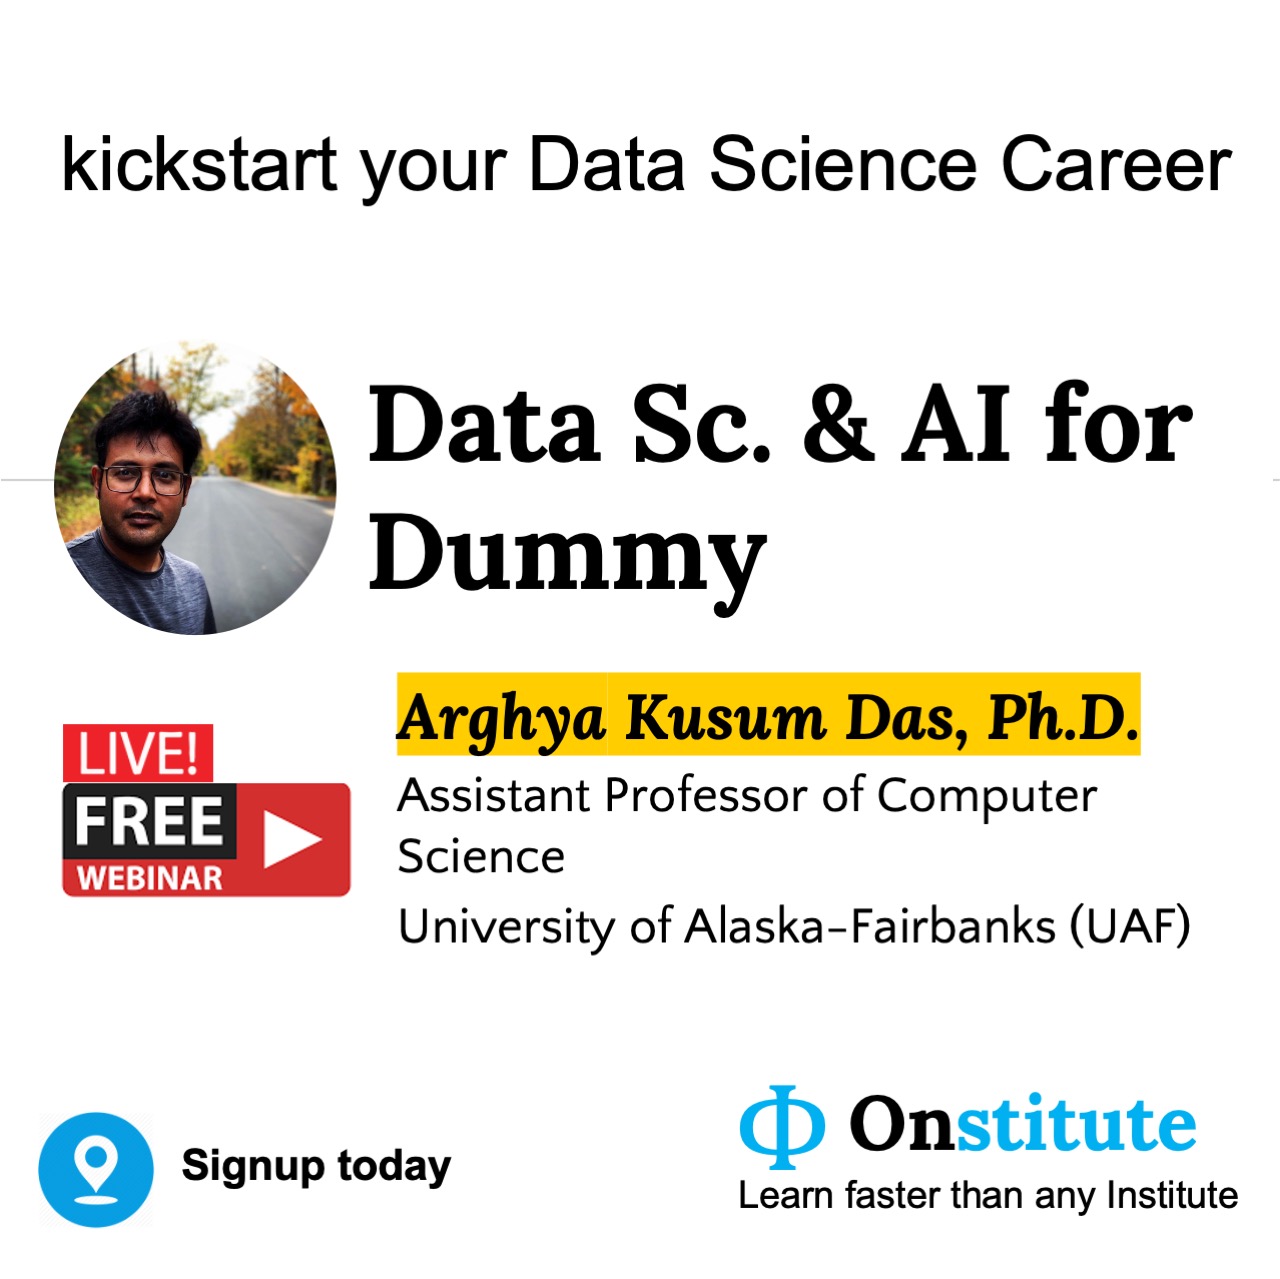 kickstart your Data Science Career
Data Sc. & AI for
Dummy
Arghya Kusum Das, Ph.D.
Assistant Professor of Computer
Science
University of Alaska-Fairbanks (UAF)
LIVE!
FREE
WEBINAR
Signup today
Onstitute
Learn faster than any Institute